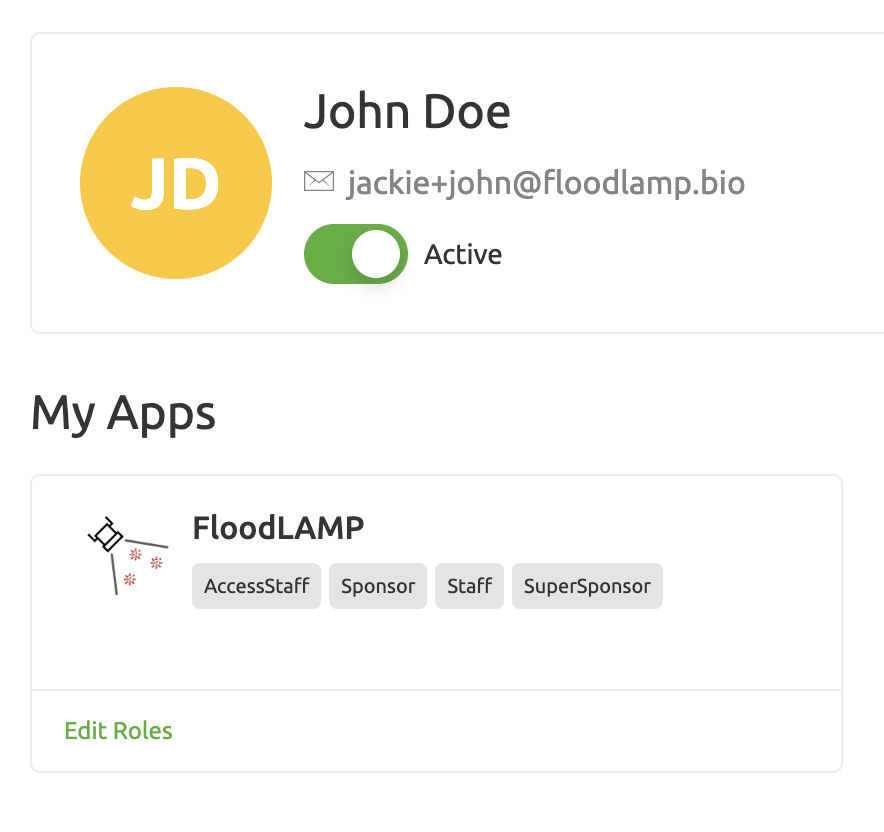 JD
John Doe
jackie+john@floodlamp.bio
Active
My Apps
FloodLAMP
AccessStaff Sponsor Staff SuperSponsor
Edit Roles